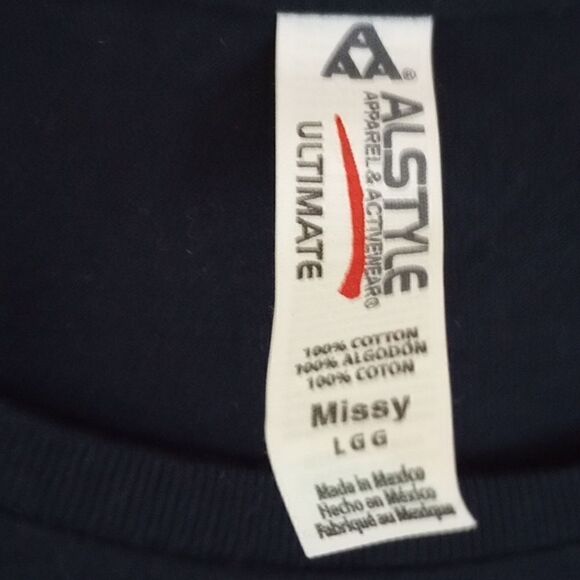 AAA®
ALSTYLE
APPAREL & ACTIVEWEAR®
ULTIMATE
100% COTTON
100% ALGODÓN
100% COTON
Missy
L G G
Made in Mexico
Hecho en México
Fabriqué au Mexique